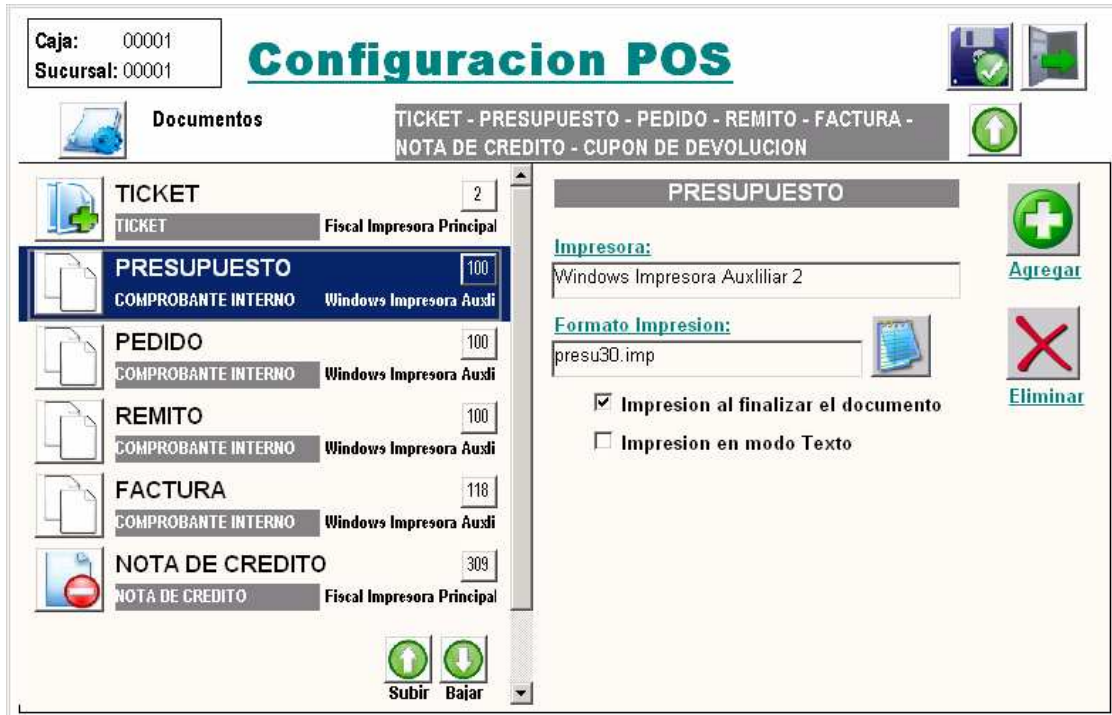 Caja: 00001
Sucursal: 00001
Configuracion POS
Documentos
TICKET - PRESUPUESTO - PEDIDO - REMITO - FACTURA -
NOTA DE CREDITO - CUPON DE DEVOLUCION
TICKET 2
TICKET Fiscal Impresora Principal
PRESUPUESTO 100
COMPROBANTE INTERNO Windows Impresora Auxli
PEDIDO 100
COMPROBANTE INTERNO Windows Impresora Auxli
REMITO 100
COMPROBANTE INTERNO Windows Impresora Auxli
FACTURA 118
COMPROBANTE INTERNO Windows Impresora Auxli
NOTA DE CREDITO 309
NOTA DE CREDITO Fiscal Impresora Principal
Subir Bajar
PRESUPUESTO
Impresora:
Windows Impresora Auxliliar 2
Formato Impresion:
presu30.imp
Impresion al finalizar el documento
Impresion en modo Texto
Agregar
Eliminar